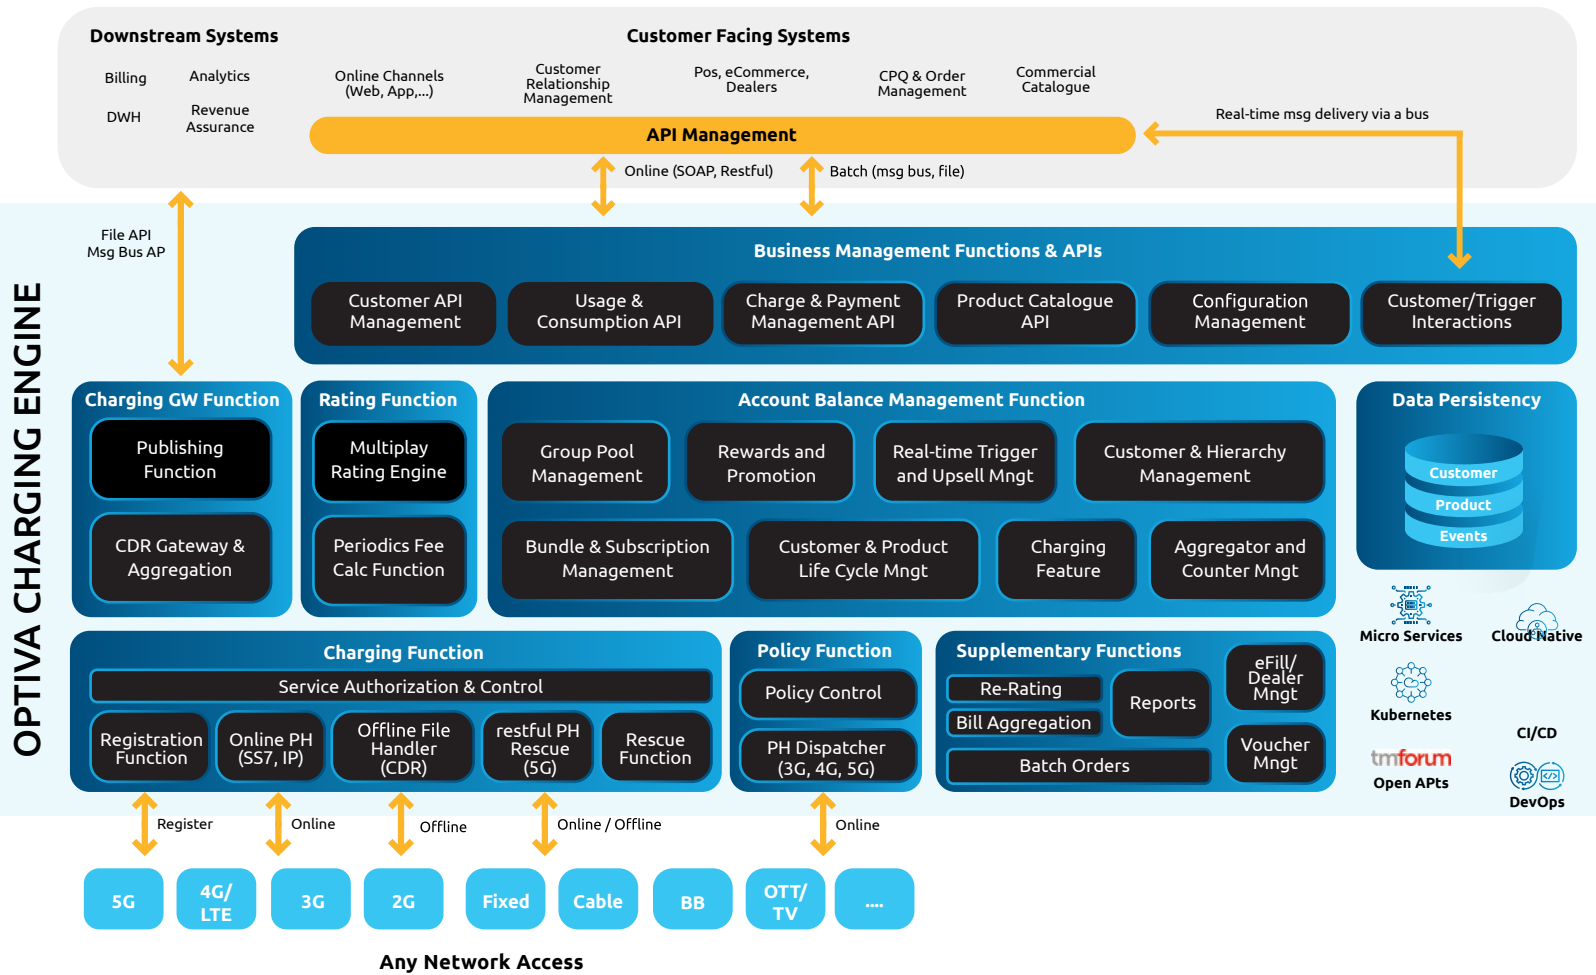 Downstream Systems
Billing
Analytics
DWH
Revenue
Assurance
Customer Facing Systems
Online Channels
(Web, App,...)
Customer
Relationship
Management
Pos, eCommerce,
Dealers
CPQ & Order
Management
Commercial
Catalogue
API Management
Real-time msg delivery via a bus
Online (SOAP, Restful)
Batch (msg bus, file)
File API
Msg Bus AP
OPTIVA CHARGING ENGINE
Business Management Functions & APIs
Customer API
Management
Usage &
Consumption API
Charge & Payment
Management API
Product Catalogue
API
Configuration
Management
Customer/Trigger
Interactions
Charging GW Function
Publishing
Function
CDR Gateway &
Aggregation
Rating Function
Multiplay
Rating Engine
Periodics Fee
Calc Function
Account Balance Management Function
Group Pool
Management
Rewards and
Promotion
Real-time Trigger
and Upsell Mngt
Customer & Hierarchy
Management
Bundle & Subscription
Management
Customer & Product
Life Cycle Mngt
Charging
Feature
Aggregator and
Counter Mngt
Data Persistency
Customer
Product
Events
Micro Services
Cloud Native
Kubernetes
CI/CD
tmforum
Open APts
DevOps
Charging Function
Service Authorization & Control
Registration
Function
Online PH
(SS7, IP)
Offline File
Handler
(CDR)
restful PH
Rescue
(5G)
Rescue
Function
Policy Function
Policy Control
PH Dispatcher
(3G, 4G, 5G)
Supplementary Functions
Re-Rating
Bill Aggregation
Reports
Batch Orders
eFill/
Dealer
Mngt
Voucher
Mngt
Register
Online
Offline
Online / Offline
Online
5G
4G/
LTE
3G
2G
Fixed
Cable
BB
OTT/
TV
....
Any Network Access